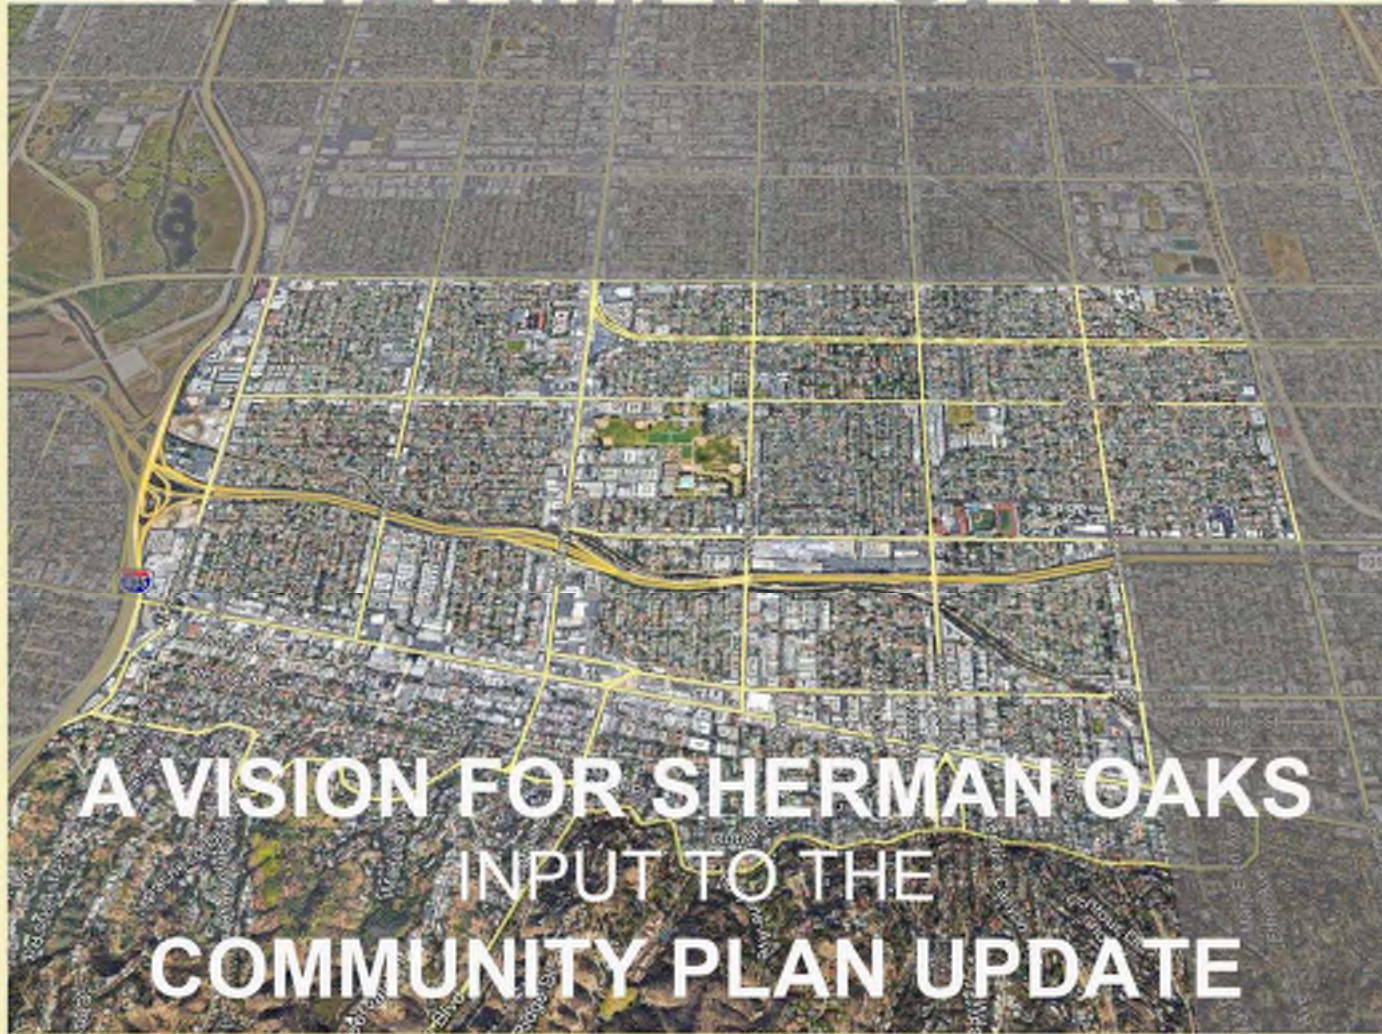 A VISION FOR SHERMAN OAKS
INPUT TO THE
COMMUNITY PLAN UPDATE